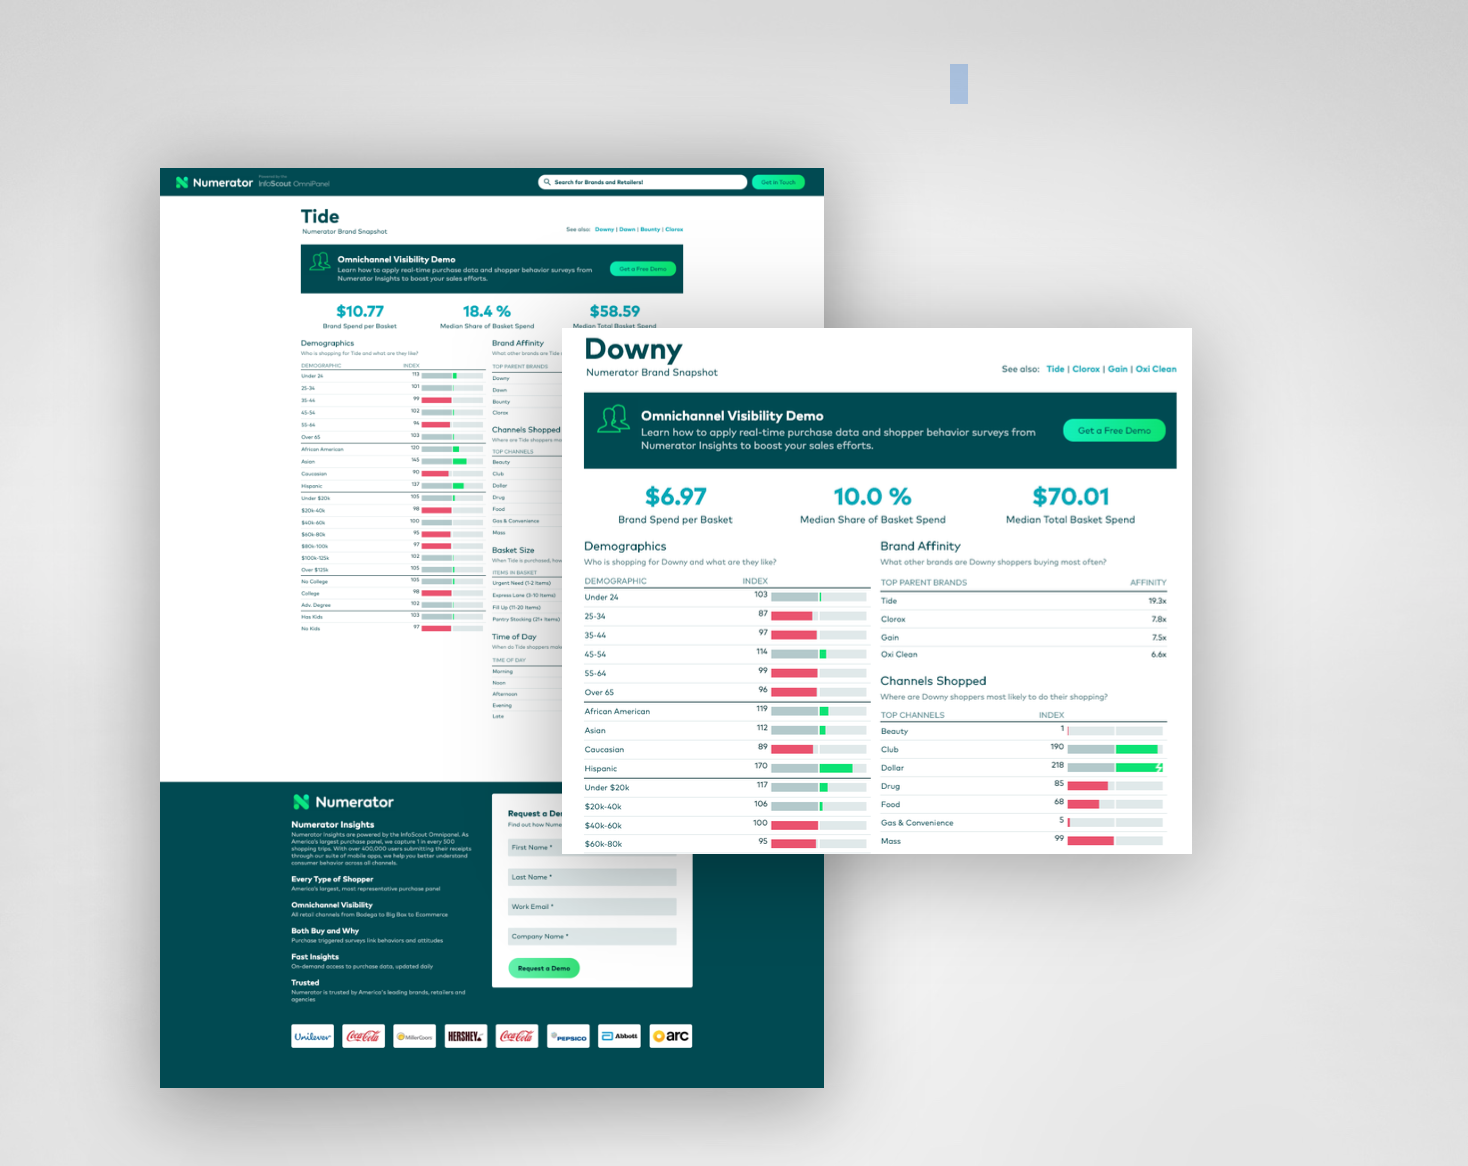 Numerator
Powered by the
InfoScout OmniPanel
Search for Brands and Retailers!
Get in Touch
Tide
Numerator Brand Snapshot
See also: Downy | Dawn | Bounty | Clorox
Omnichannel Visibility Demo
Learn how to apply real-time purchase data and shopper behavior surveys from
Numerator Insights to boost your sales efforts.
Get a Free Demo
$10.77
Brand Spend per Basket
18.4 %
Median Share of Basket Spend
$58.59
Median Total Basket Spend
Demographics
Who is shopping for Tide and what are they like?
DEMOGRAPHIC INDEX
Under 24 113
25-34 101
35-44 99
45-54 102
55-64 94
Over 65 103
African American 120
Asian 145
Caucasian 90
Hispanic 137
Under $20k 105
$20k-40k 98
$40k-60k 100
$60k-80k 95
$80k-100k 97
$100k-125k 102
Over $125k 105
No College 105
College 98
Adv. Degree 102
Has Kids 103
No Kids 97
Brand Affinity
What other brands are Tide
TOP PARENT BRANDS
Downy
Dawn
Bounty
Clorox
Channels Shopped
Where are Tide shoppers mo
TOP CHANNELS
Beauty
Club
Dollar
Drug
Food
Gas & Convenience
Mass
Basket Size
When Tide is purchased, how
ITEMS IN BASKET
Urgent Need (1-2 Items)
Express Lane (3-10 Items)
Fill Up (11-20 Items)
Pantry Stocking (21+ Items)
Time of Day
When do Tide shoppers make
TIME OF DAY
Morning
Noon
Afternoon
Evening
Late
Downy
Numerator Brand Snapshot
See also: Tide | Clorox | Gain | Oxi Clean
Omnichannel Visibility Demo
Learn how to apply real-time purchase data and shopper behavior surveys from
Numerator Insights to boost your sales efforts.
Get a Free Demo
$6.97
Brand Spend per Basket
10.0 %
Median Share of Basket Spend
$70.01
Median Total Basket Spend
Demographics
Who is shopping for Downy and what are they like?
DEMOGRAPHIC INDEX
Under 24 103
25-34 87
35-44 97
45-54 114
55-64 99
Over 65 96
African American 119
Asian 112
Caucasian 89
Hispanic 170
Under $20k 117
$20k-40k 106
$40k-60k 100
$60k-80k 95
Brand Affinity
What other brands are Downy shoppers buying most often?
TOP PARENT BRANDS AFFINITY
Tide 19.3x
Clorox 7.8x
Gain 7.5x
Oxi Clean 6.6x
Channels Shopped
Where are Downy shoppers most likely to do their shopping?
TOP CHANNELS INDEX
Beauty 1
Club 190
Dollar 218
Drug 85
Food 68
Gas & Convenience 5
Mass 99
Numerator
Numerator Insights
Numerator Insights are powered by the InfoScout Omnipanel. As
America's largest purchase panel, we capture 1 in every 300
shopping trips. With over 400,000 users submitting their receipts
through our suite of mobile apps, we help you better understand
consumer behavior across all channels.
Every Type of Shopper
America's largest, most representative purchase panel
Omnichannel Visibility
All retail channels from Bodega to Big Box to Ecommerce
Both Buy and Why
Purchase triggered surveys link behaviors and attitudes
Fast Insights
On-demand access to purchase data, updated daily
Trusted
Numerator is trusted by America's leading brands, retailers and
agencies
Request a De
Find out how Nume
First Name *
Last Name *
Work Email *
Company Name *
Request a Demo
Unilever
Coca-Cola
MillerCoors
HERSHEY
Coca-Cola
PEPSICO
Abbott
arc